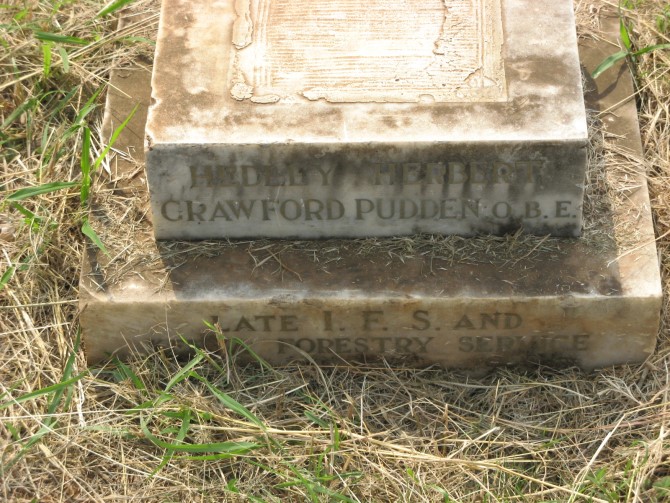 HEDLEY HERBERT
CRAWFORD PUDDEN O.B.E.
LATE I. F. S. AND
FORESTRY SERVICE